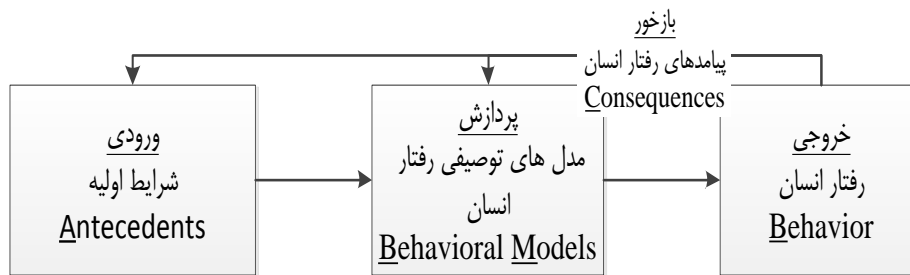 بازخور
پیامدهای رفتار انسان
Consequences
ورودی
شرایط اولیه
Antecedents
پردازش
مدل های توصیفی رفتار
انسان
Behavioral Models
خروجی
رفتار انسان
Behavior